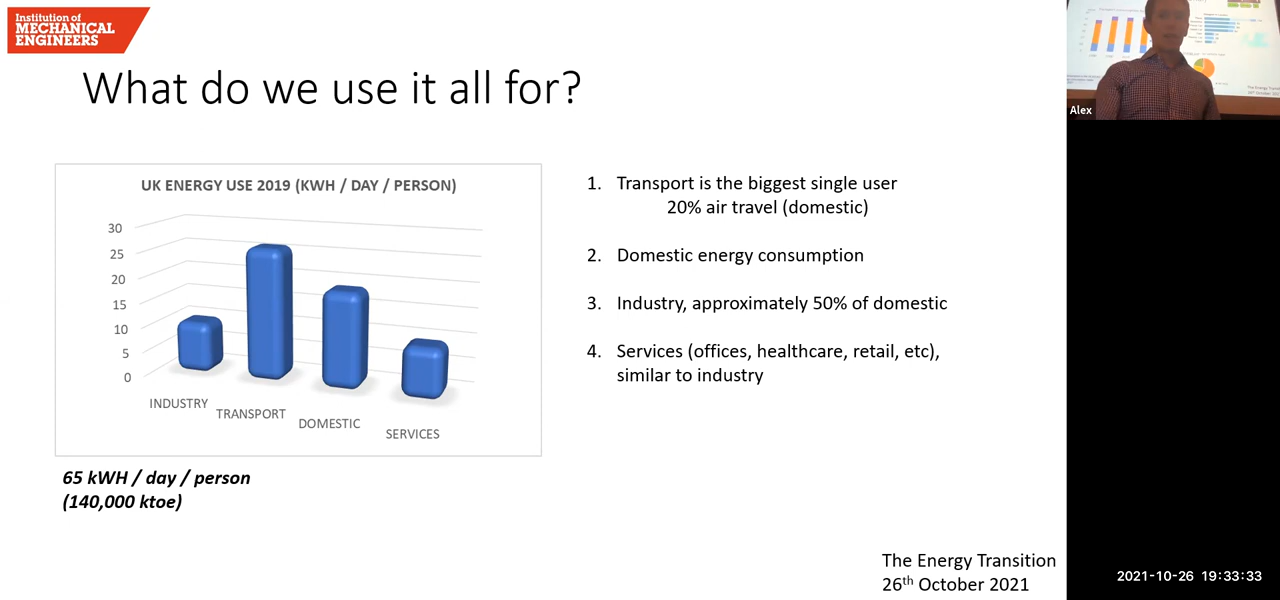 Institution of
MECHANICAL
ENGINEERS
What do we use it all for?
UK ENERGY USE 2019 (KWH / DAY / PERSON)
30
25
20
15
10
5
0
INDUSTRY
TRANSPORT
DOMESTIC
SERVICES
65 kWH / day / person
(140,000 ktoe)
1. Transport is the biggest single user
20% air travel (domestic)
2. Domestic energy consumption
3. Industry, approximately 50% of domestic
4. Services (offices, healthcare, retail, etc),
similar to industry
The Energy Transition
26th October 2021
Alex
2021-10-26 19:33:33